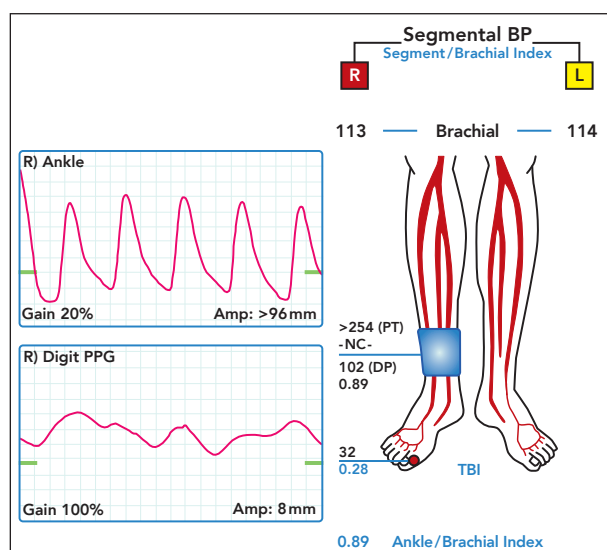 Segmental BP
Segment/Brachial Index
R
L
113 Brachial 114
R) Ankle
Gain 20% Amp: >96mm
>254 (PT)
-NC-
102 (DP)
0.89
R) Digit PPG
Gain 100% Amp: 8mm
32
0.28 TBI
0.89 Ankle/Brachial Index